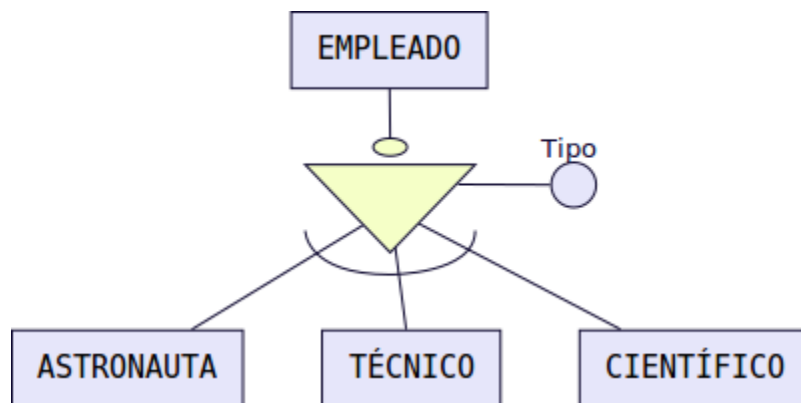 EMPLEADO
Tipo
ASTRONAUTA
TÉCNICO
CIENTÍFICO